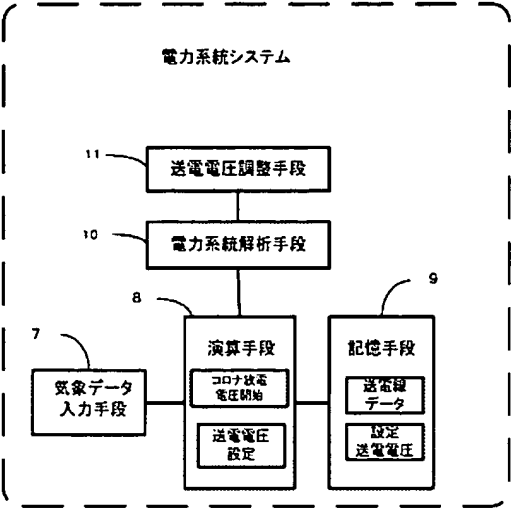 電力系統システム
11
送電電圧調整手段
10
電力系統解析手段
8
9
7
演算手段
記憶手段
コロナ放電
電圧開始
送電線
データ
気象データ
入力手段
送電電圧
設定
設定
送電電圧